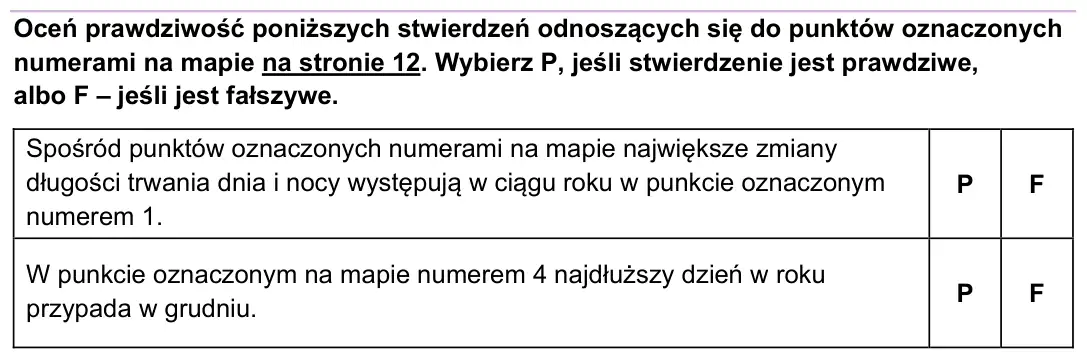 Oceń prawdziwość poniższych stwierdzeń odnoszących się do punktów oznaczonych
numerami na mapie na stronie 12. Wybierz P, jeśli stwierdzenie jest prawdziwe,
albo F – jeśli jest fałszywe.
Spośród punktów oznaczonych numerami na mapie największe zmiany
długości trwania dnia i nocy występują w ciągu roku w punkcie oznaczonym
numerem 1.
P F
W punkcie oznaczonym na mapie numerem 4 najdłuższy dzień w roku
przypada w grudniu.
P F